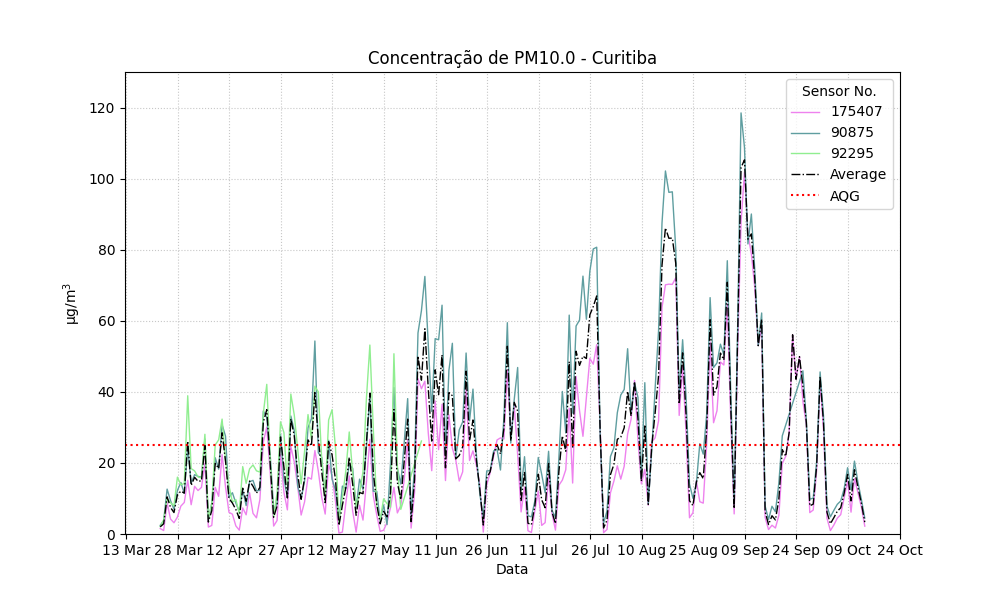 Concentração de PM10.0 - Curitiba
Sensor No.
175407
90875
92295
Average
AQG
120
100
80
60
40
20
0
µg/m³
13 Mar 28 Mar 12 Apr 27 Apr 12 May 27 May 11 Jun 26 Jun 11 Jul 26 Jul 10 Aug 25 Aug 09 Sep 24 Sep 09 Oct 24 Oct
Data